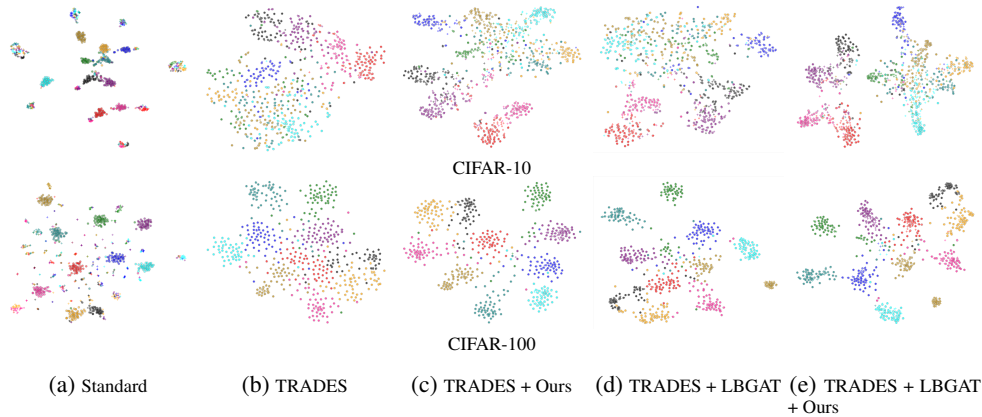 CIFAR-10
CIFAR-100
(a) Standard
(b) TRADES
(c) TRADES + Ours
(d) TRADES + LBGAT
(e) TRADES + LBGAT
+ Ours